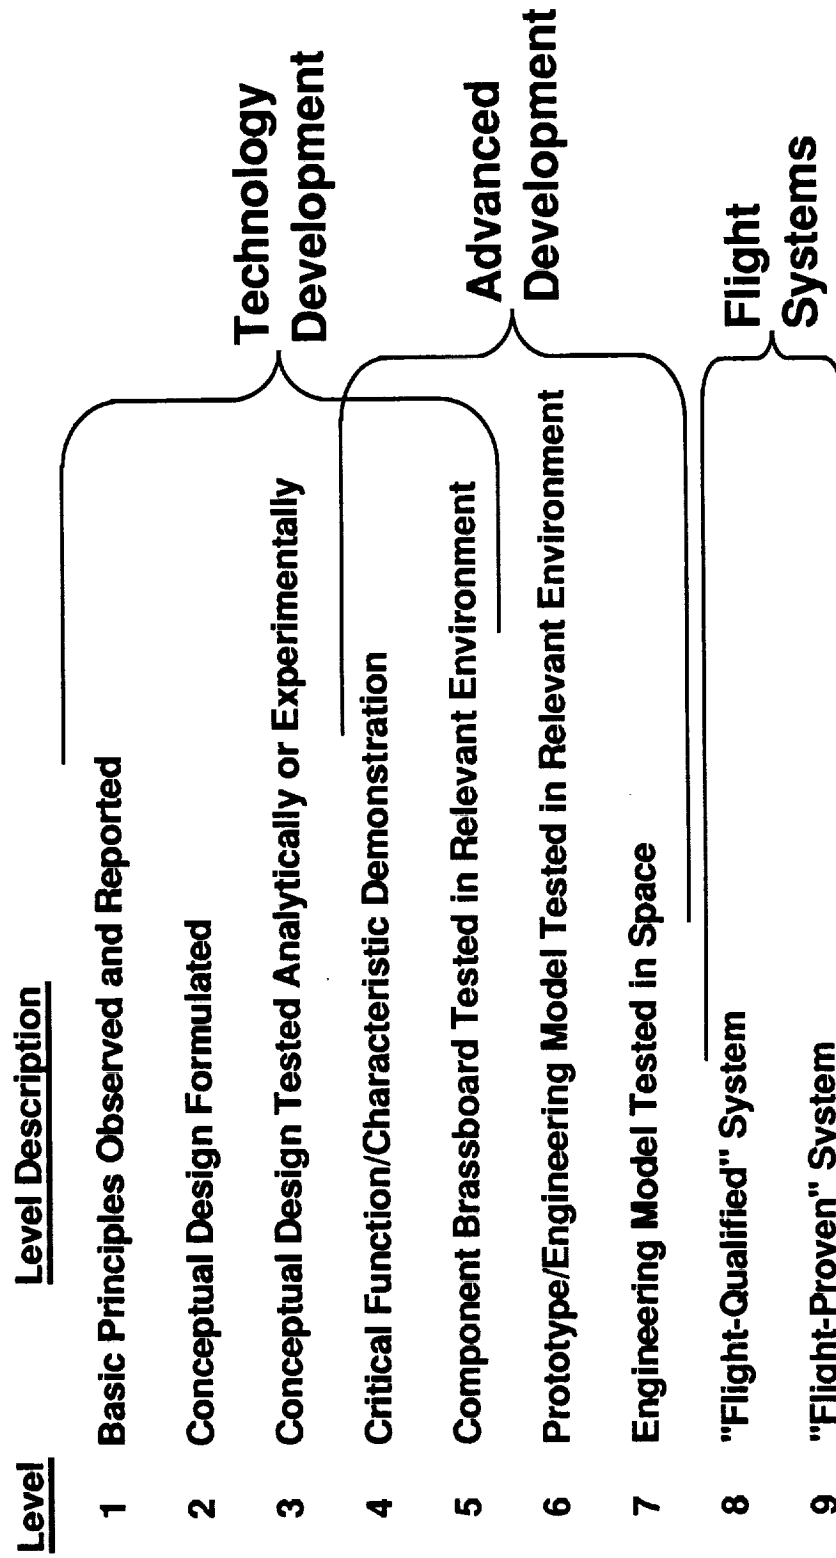 Level Level Description
1 Basic Principles Observed and Reported
2 Conceptual Design Formulated
3 Conceptual Design Tested Analytically or Experimentally
4 Critical Function/Characteristic Demonstration
5 Component Brassboard Tested in Relevant Environment
6 Prototype/Engineering Model Tested in Relevant Environment
7 Engineering Model Tested in Space
8 "Flight-Qualified" System
9 "Flight-Proven" System
Technology
Development
Advanced
Development
Flight
Systems